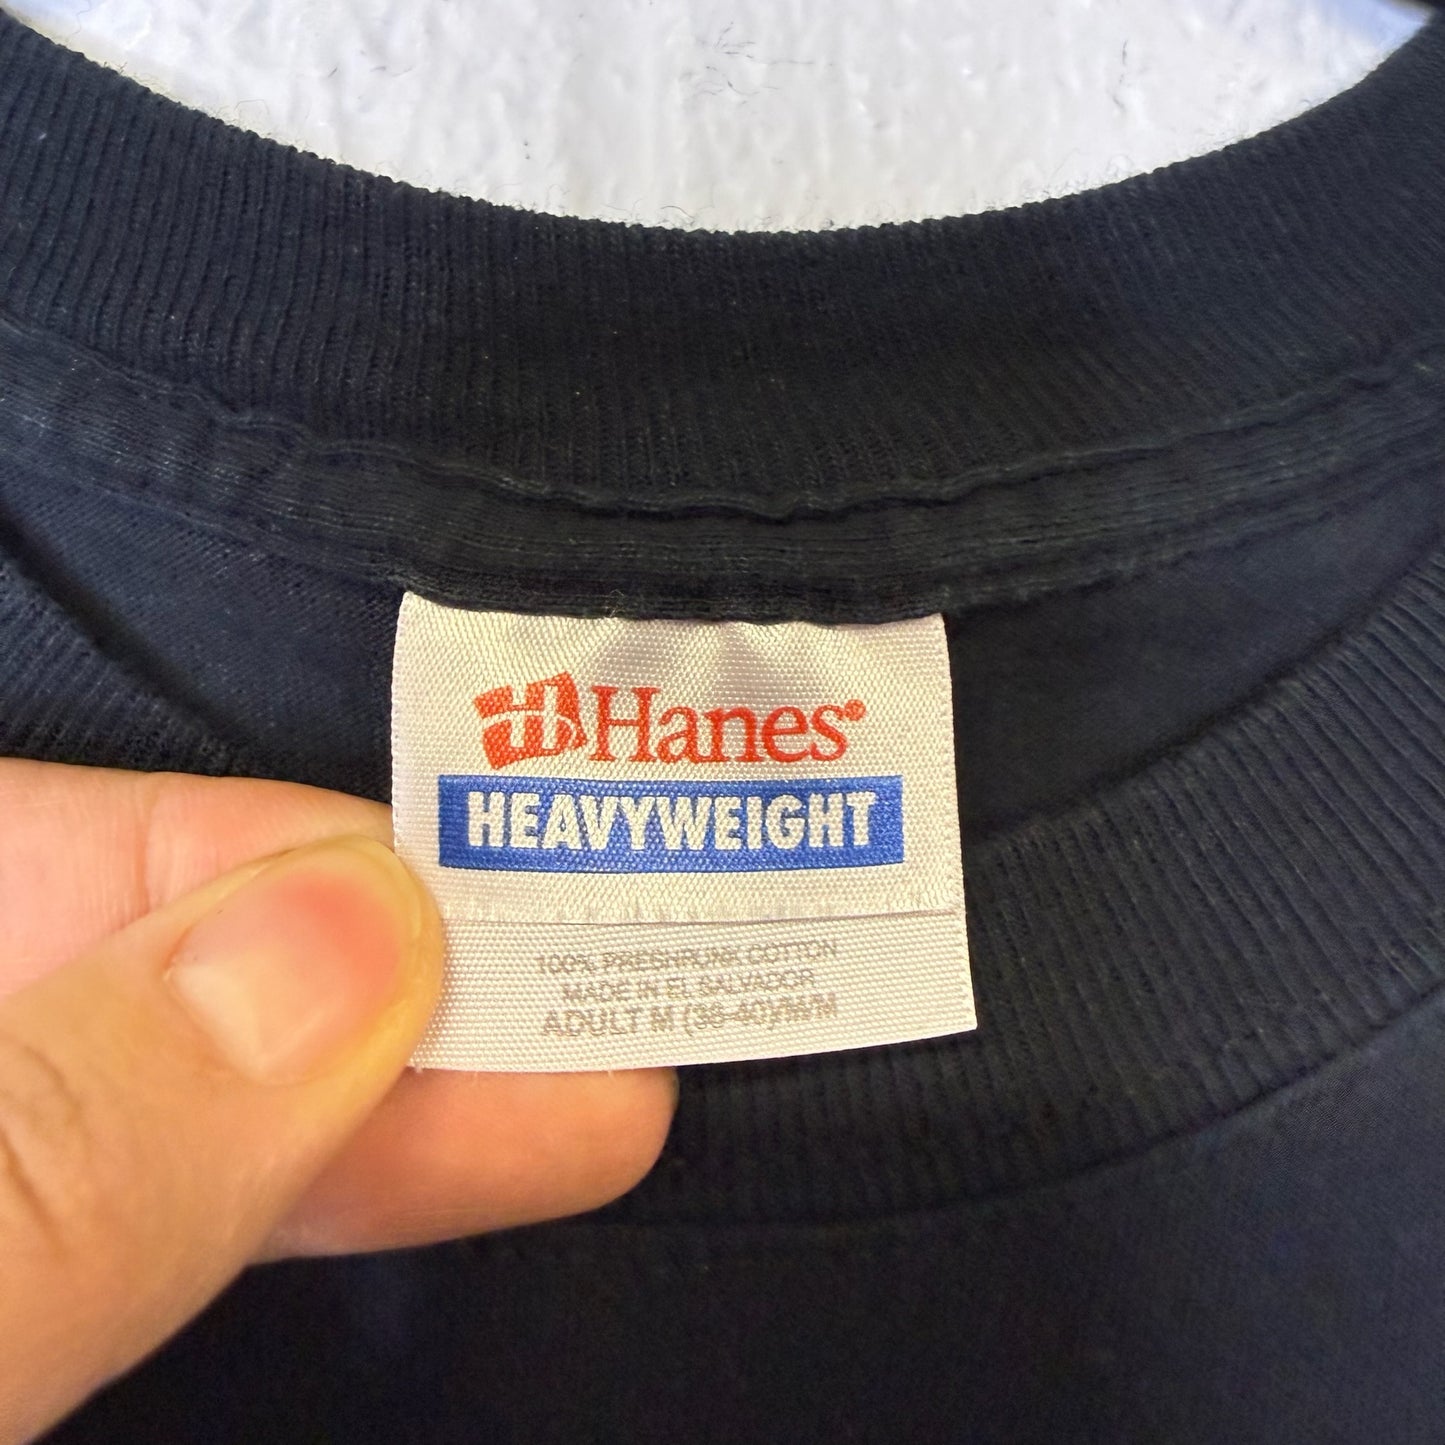 Hanes®
HEAVYWEIGHT
100% PRESHRUNK COTTON
MADE IN EL SALVADOR
ADULT M (38-40)/M/M